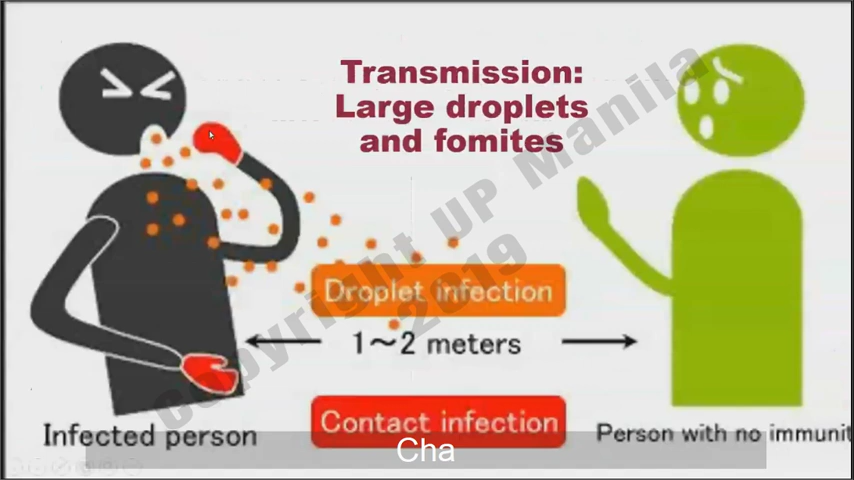 Transmission:
Large droplets
and fomites
Copyright UP Manila
2019
Droplet infection
1～2 meters
Contact infection
Infected person
Person with no immunit
Cha